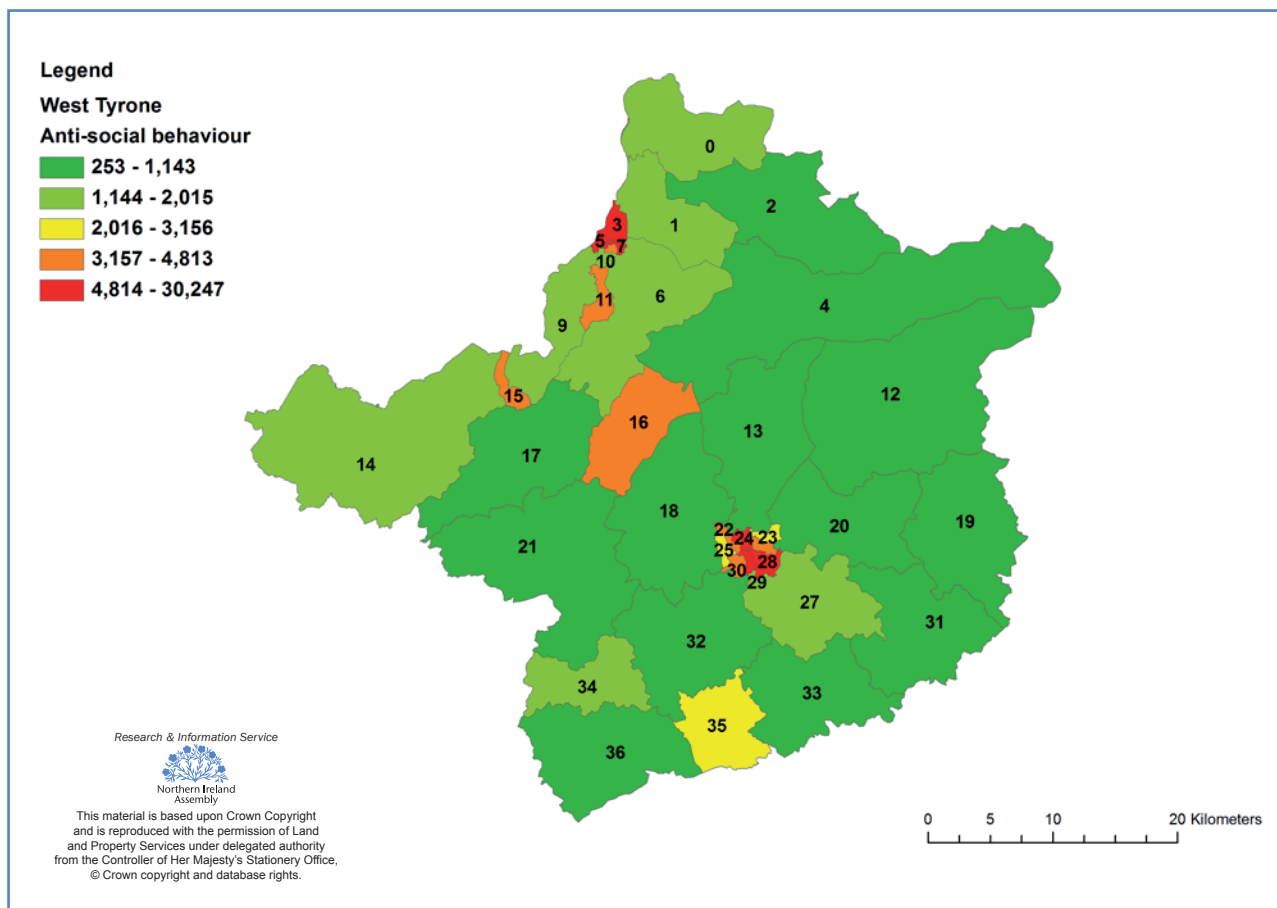 Legend
West Tyrone
Anti-social behaviour
253 - 1,143
1,144 - 2,015
2,016 - 3,156
3,157 - 4,813
4,814 - 30,247
0
2
1
3
5
7
10
6
11
4
9
15
12
16
13
14
17
18
19
20
22
24
23
21
25
28
30
29
27
31
32
34
33
35
36
Research & Information Service
Northern Ireland
Assembly
This material is based upon Crown Copyright
and is reproduced with the permission of Land
and Property Services under delegated authority
from the Controller of Her Majesty's Stationery Office,
© Crown copyright and database rights.
0 5 10 20 Kilometers